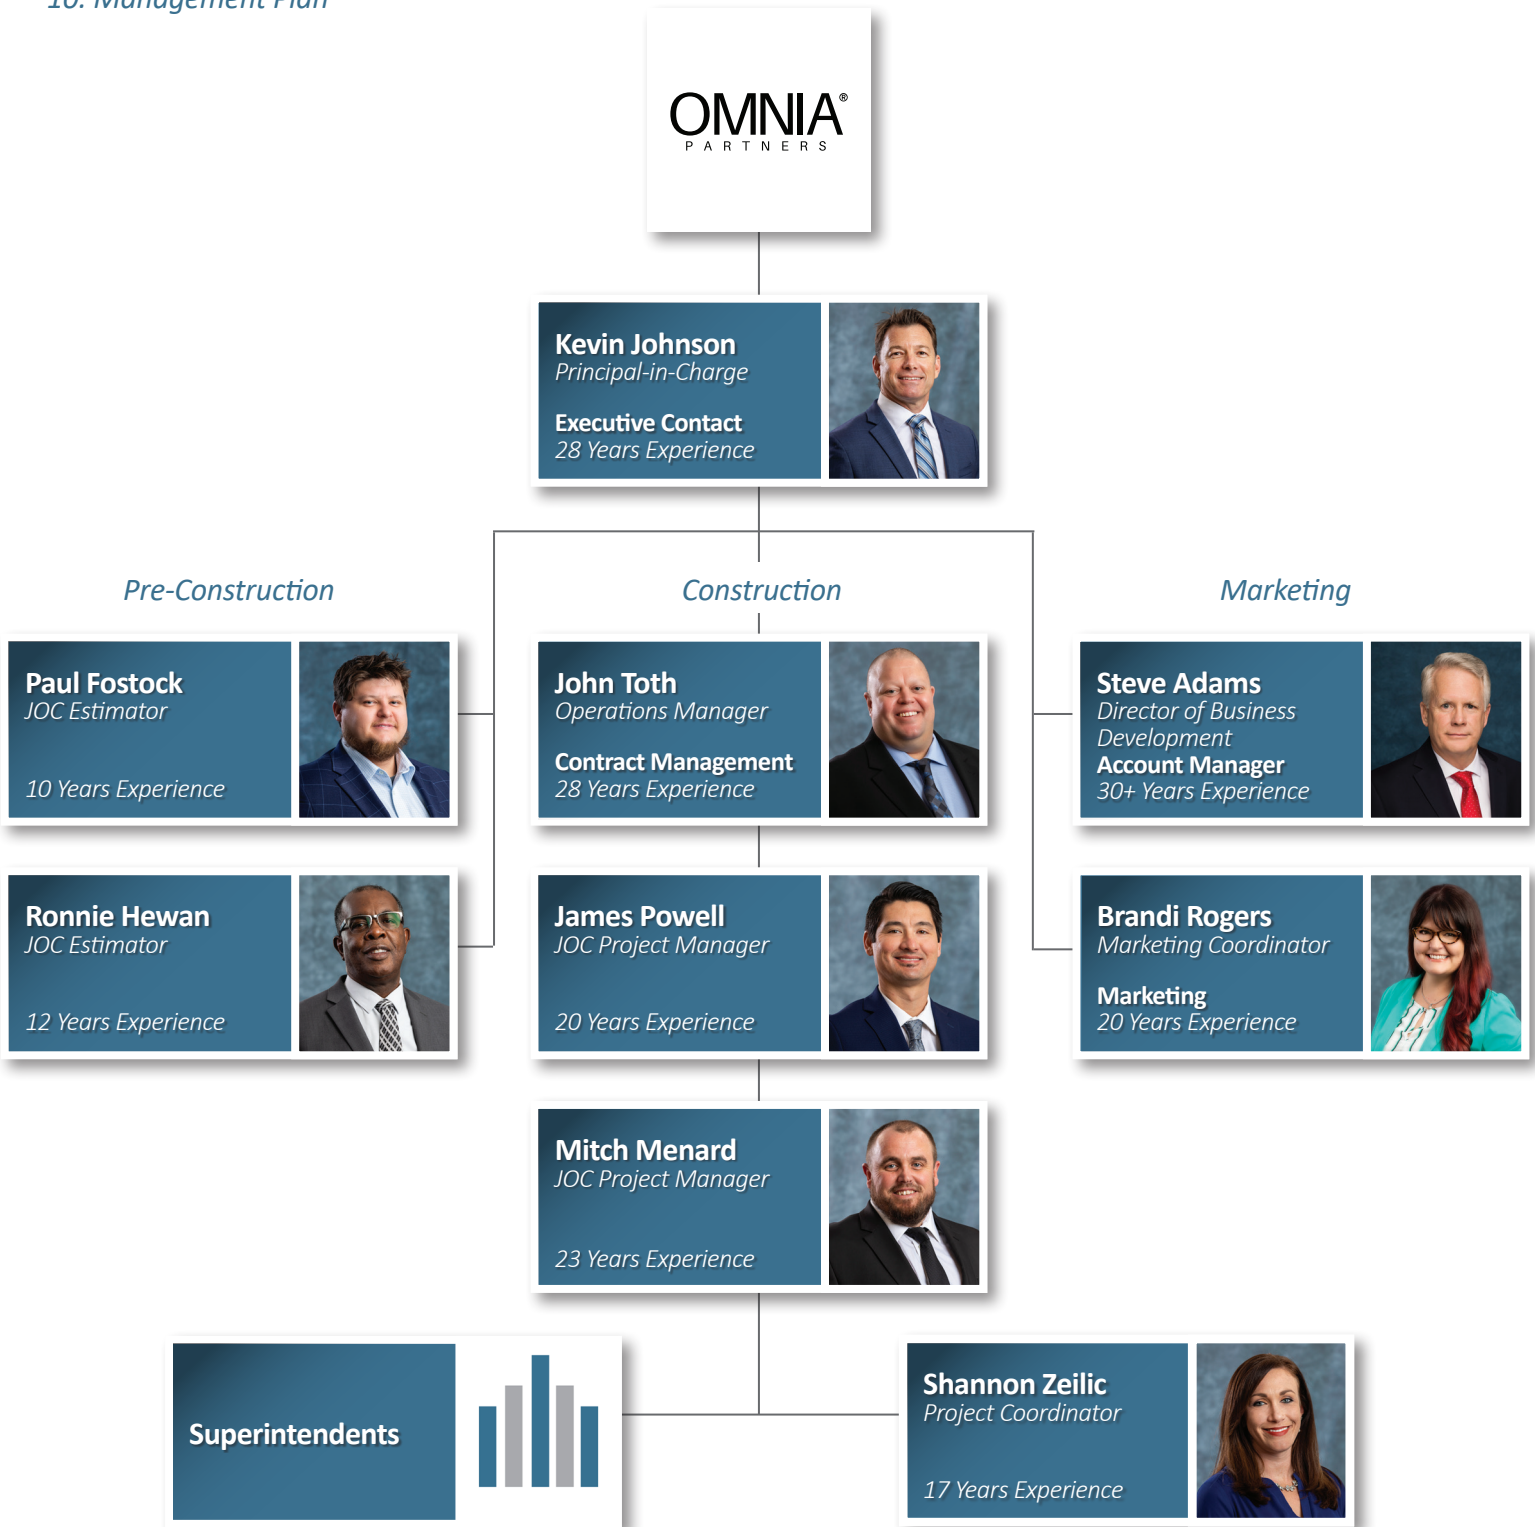 10. Management Plan
OMNIA®
PARTNERS
Kevin Johnson
Principal-in-Charge
Executive Contact
28 Years Experience
Pre-Construction
Construction
Marketing
Paul Fostock
JOC Estimator
10 Years Experience
John Toth
Operations Manager
Contract Management
28 Years Experience
Steve Adams
Director of Business
Development
Account Manager
30+ Years Experience
Ronnie Hewan
JOC Estimator
12 Years Experience
James Powell
JOC Project Manager
20 Years Experience
Brandi Rogers
Marketing Coordinator
Marketing
20 Years Experience
Mitch Menard
JOC Project Manager
23 Years Experience
Superintendents
Shannon Zeilic
Project Coordinator
17 Years Experience